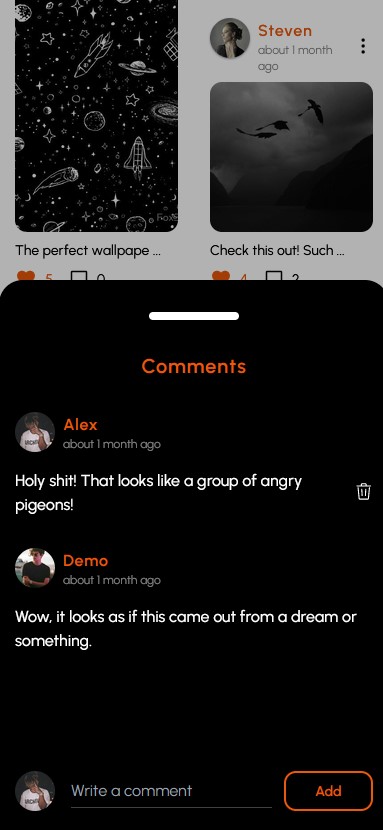 Steven
about 1 month
ago
The perfect wallpape ...
Check this out! Such ...
5
0
4
2
Comments
Alex
about 1 month ago
Holy shit! That looks like a group of angry
pigeons!
Demo
about 1 month ago
Wow, it looks as if this came out from a dream or
something.
Write a comment
Add